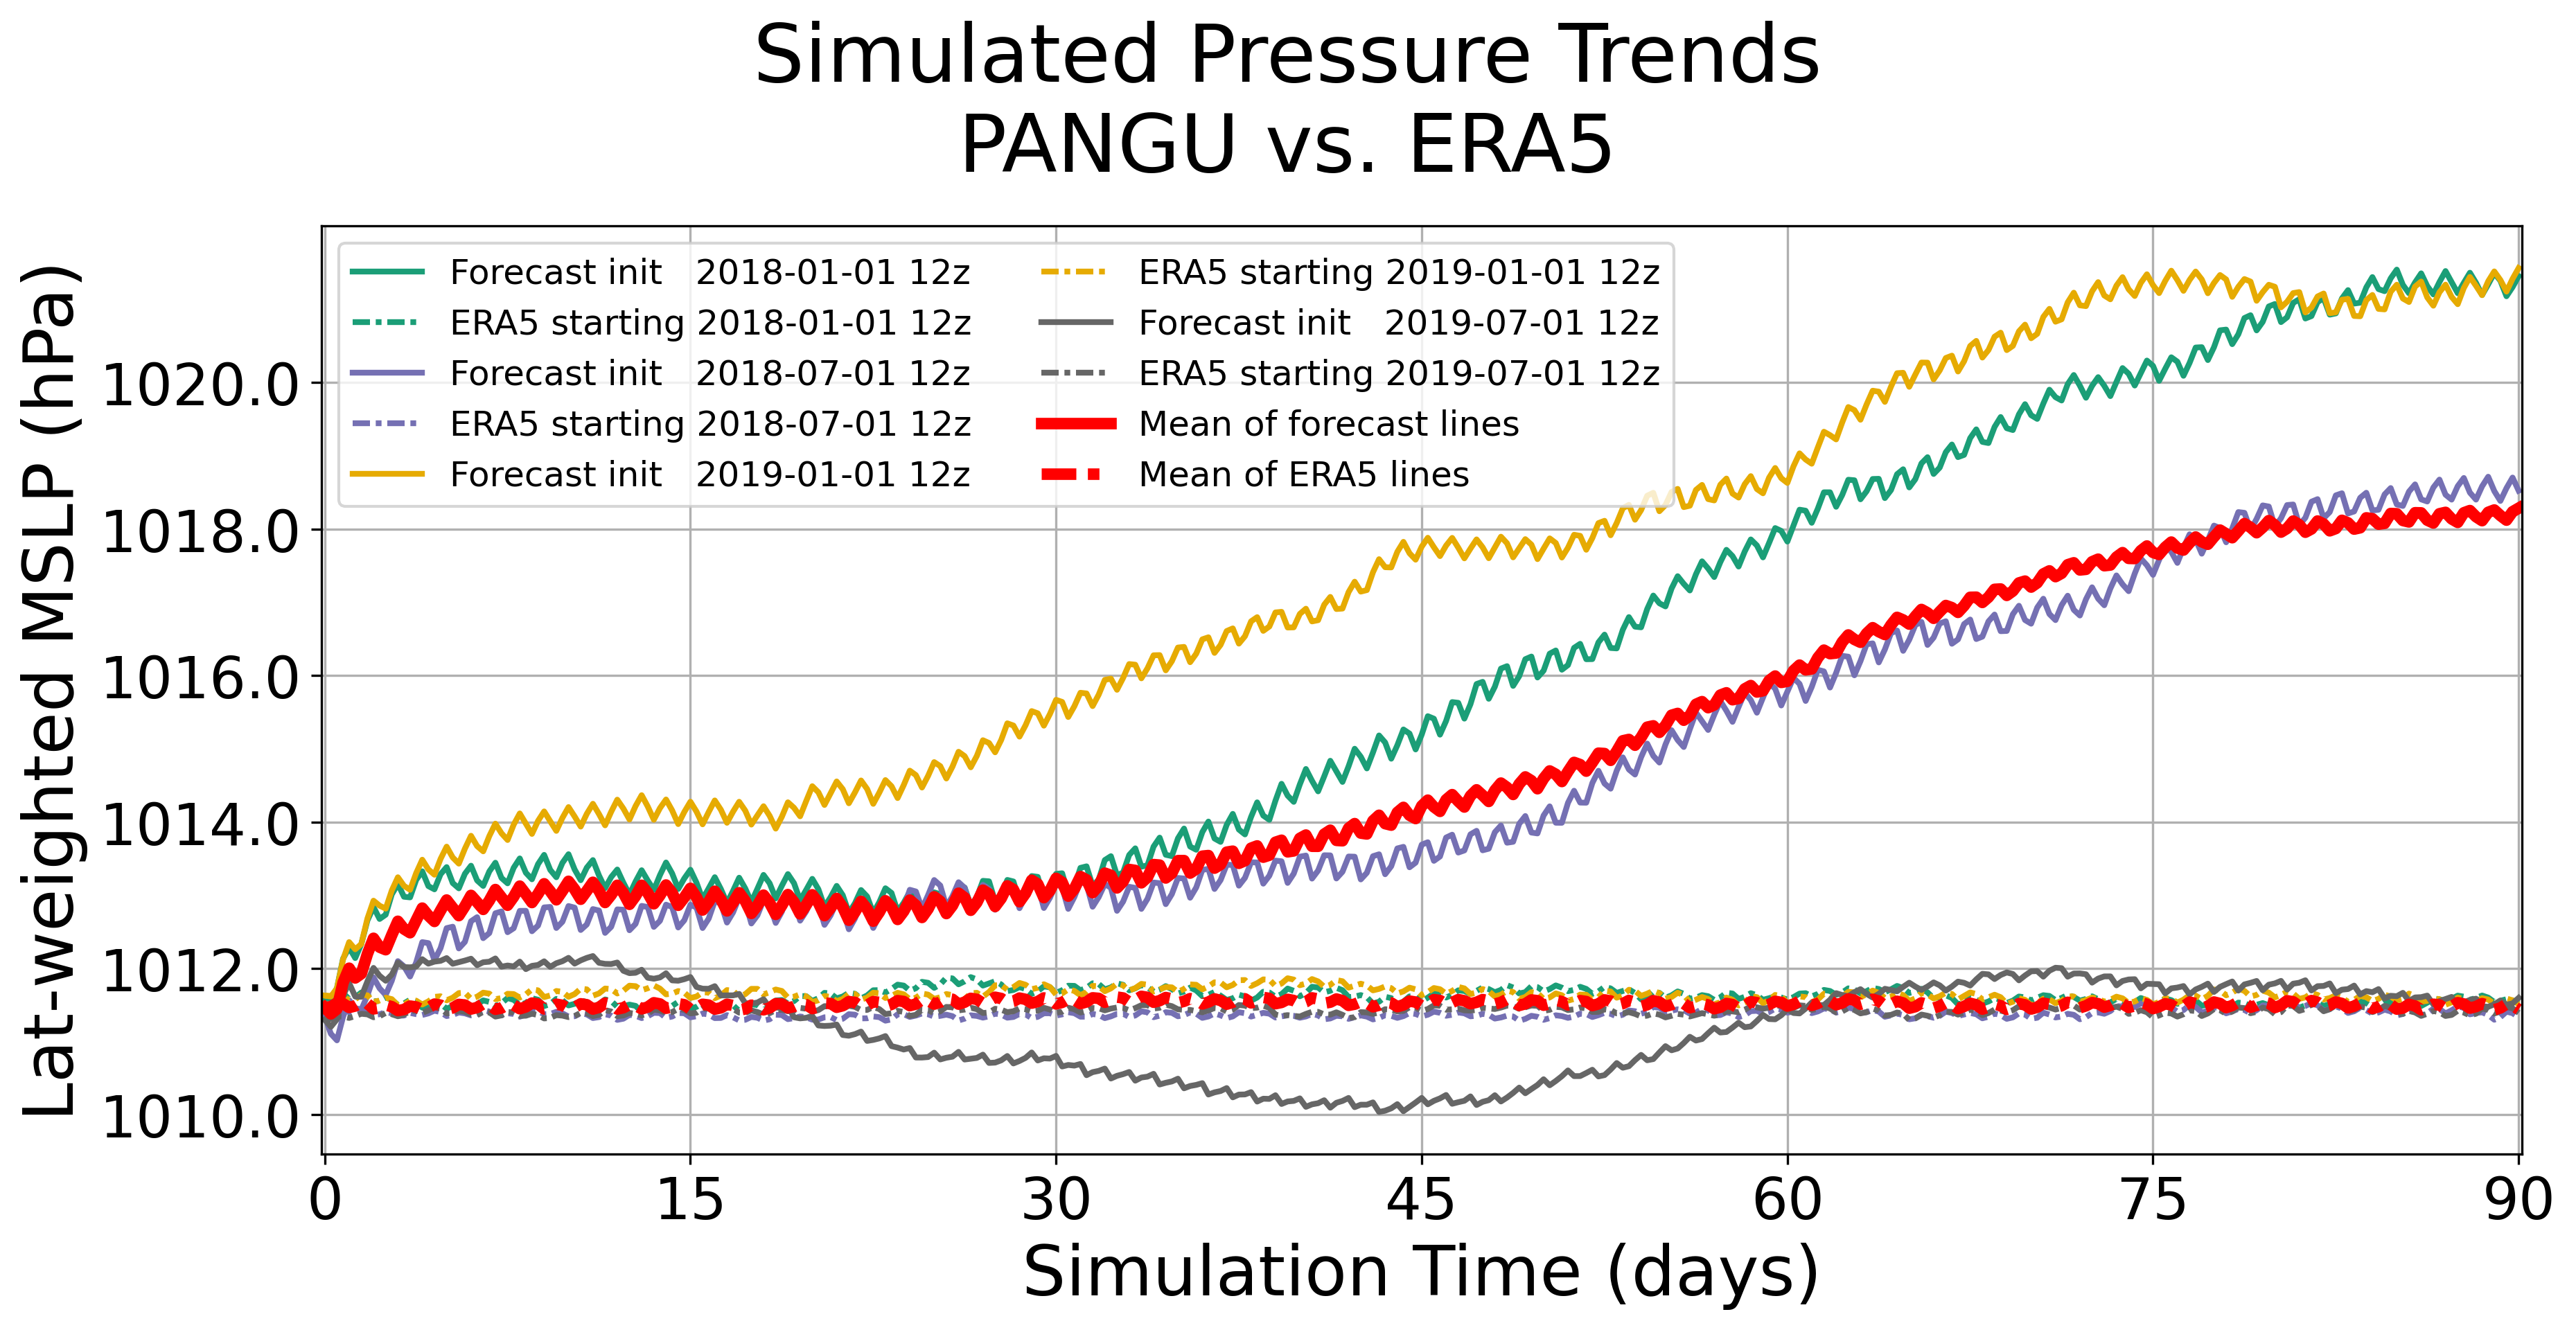 Simulated Pressure Trends
PANGU vs. ERA5
Lat-weighted MSLP (hPa)
1020.0
1018.0
1016.0
1014.0
1012.0
1010.0
Forecast init 2018-01-01 12z
ERA5 starting 2018-01-01 12z
Forecast init 2018-07-01 12z
ERA5 starting 2018-07-01 12z
Forecast init 2019-01-01 12z
ERA5 starting 2019-01-01 12z
Forecast init 2019-07-01 12z
ERA5 starting 2019-07-01 12z
Mean of forecast lines
Mean of ERA5 lines
0 15 30 45 60 75 90
Simulation Time (days)